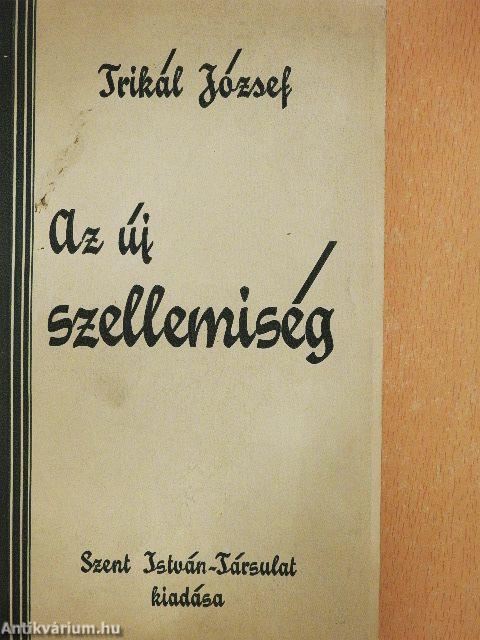 Trikál József
Az új
szellemiség
Szent István-Társulat
kiadása
Antikvárium.hu